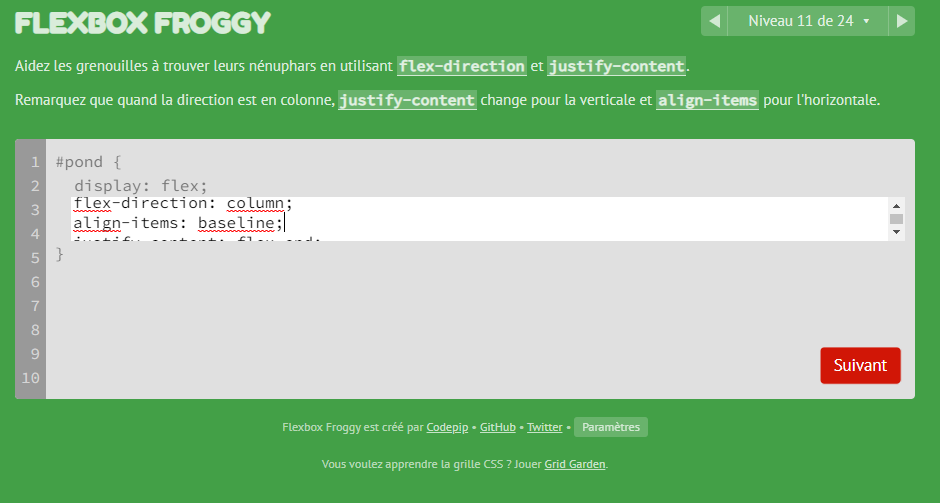 FLEXBOX FROGGY
Niveau 11 de 24
Aidez les grenouilles à trouver leurs nénuphars en utilisant flex-direction et justify-content.
Remarquez que quand la direction est en colonne, justify-content change pour la verticale et align-items pour l'horizontale.
1 #pond {
2 display: flex;
3 flex-direction: column;
align-items: baseline;
4 justify-content: flex-end;
5 }
6
7
8
9
10
Suivant
Flexbox Froggy est créé par Codepip • GitHub • Twitter • Paramètres
Vous voulez apprendre la grille CSS ? Jouer Grid Garden.